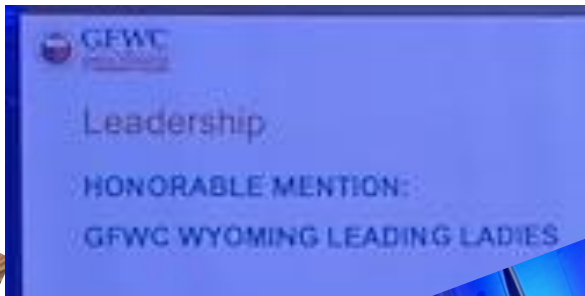 GFWC
Leadership
HONORABLE MENTION:
GFWC WYOMING LEADING LADIES